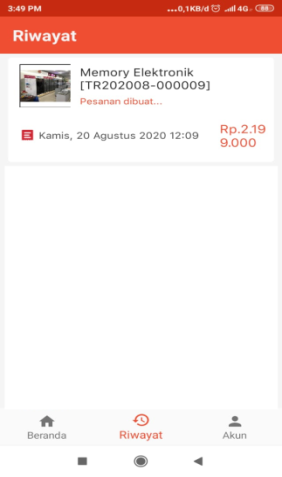 3:49 PM ...0,1KB/d 4G 68
Riwayat
Memory Elektronik
[TR202008-000009]
Pesanan dibuat...
Kamis, 20 Agustus 2020 12:09
Rp.2.19
9.000
Beranda Riwayat Akun